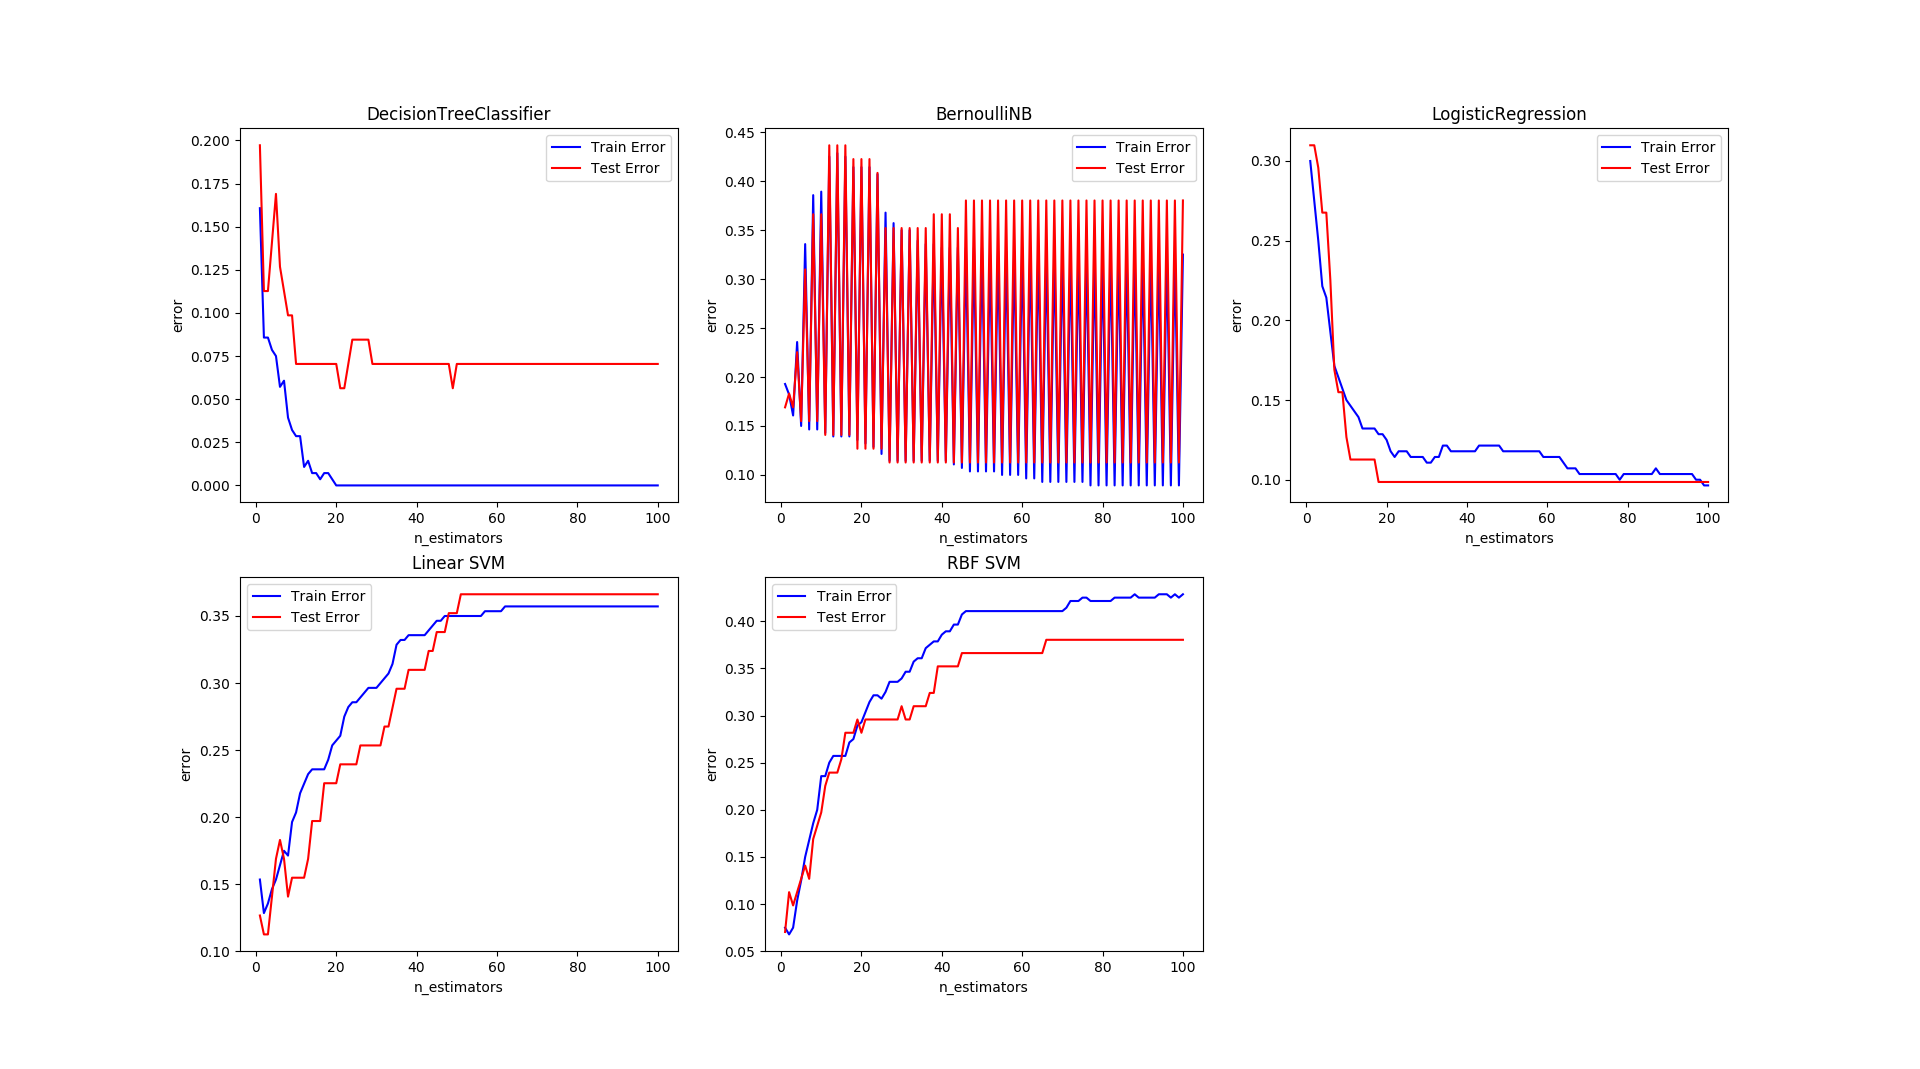 DecisionTreeClassifier
0.200
0.175
0.150
0.125
0.100
0.075
0.050
0.025
0.000
error
0 20 40 60 80 100
n_estimators
Train Error
Test Error
BernoulliNB
0.45
0.40
0.35
0.30
0.25
0.20
0.15
0.10
error
0 20 40 60 80 100
n_estimators
Train Error
Test Error
LogisticRegression
0.30
0.25
0.20
0.15
0.10
error
0 20 40 60 80 100
n_estimators
Train Error
Test Error
Linear SVM
0.35
0.30
0.25
0.20
0.15
0.10
error
0 20 40 60 80 100
n_estimators
Train Error
Test Error
RBF SVM
0.40
0.35
0.30
0.25
0.20
0.15
0.10
0.05
error
0 20 40 60 80 100
n_estimators
Train Error
Test Error